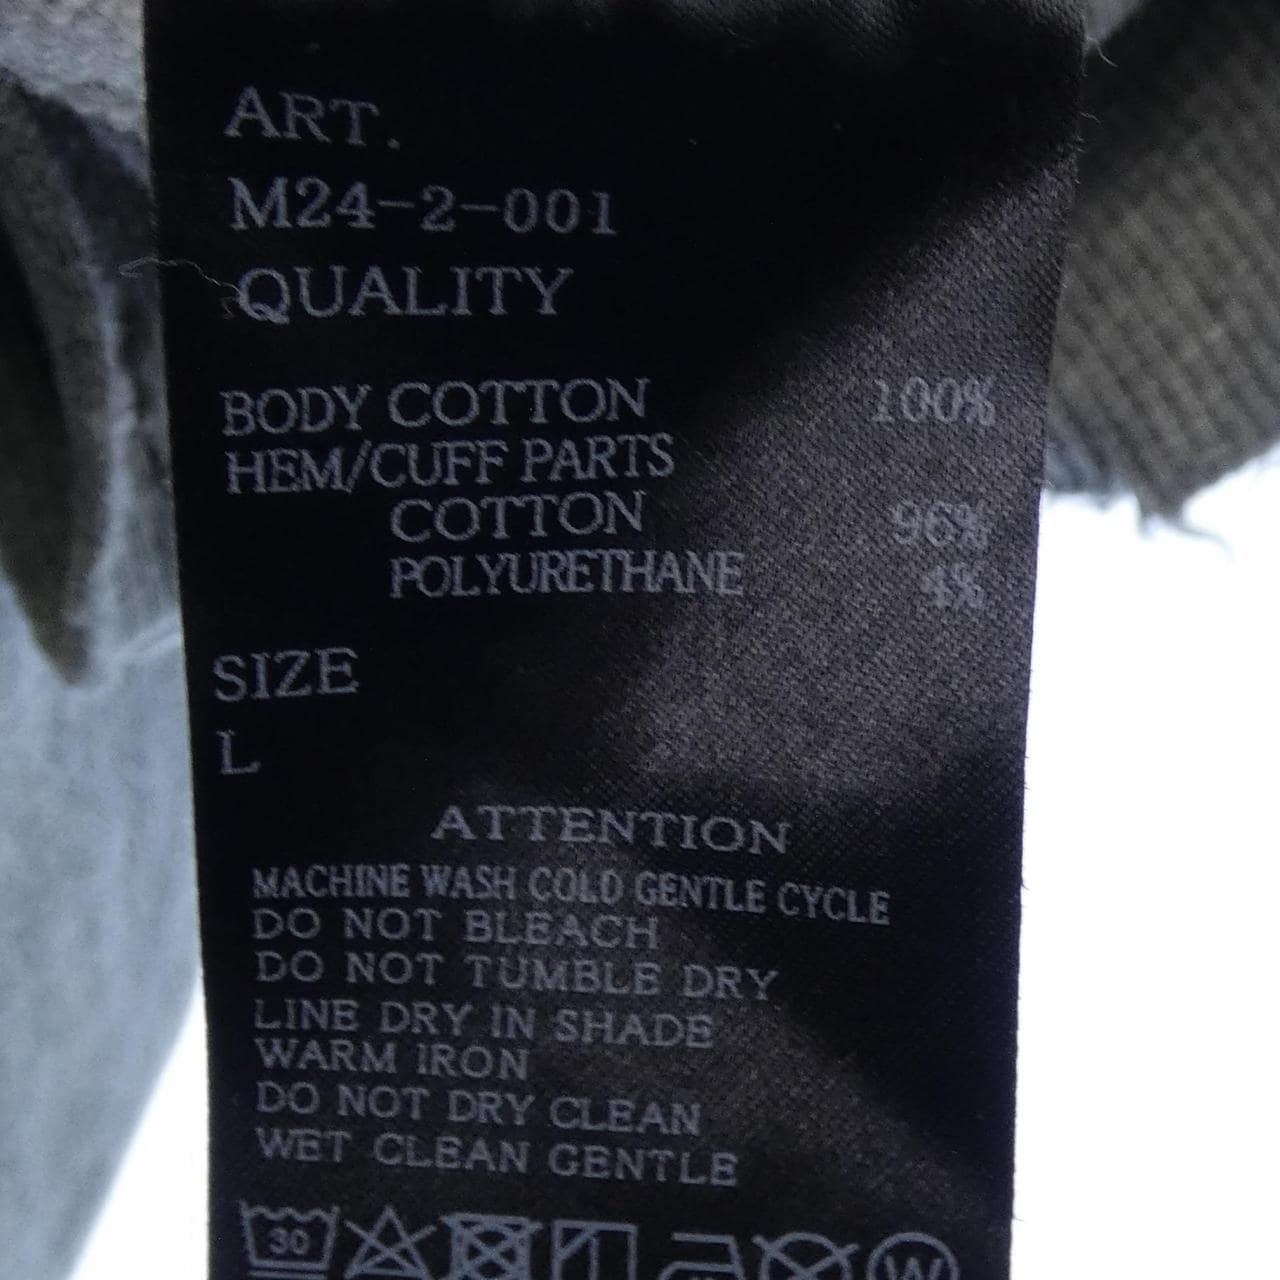 ART.
M24-2-001
QUALITY
BODY COTTON 100%
HEM/CUFF PARTS
COTTON 96%
POLYURETHANE 4%
SIZE
L
ATTENTION
MACHINE WASH COLD GENTLE CYCLE
DO NOT BLEACH
DO NOT TUMBLE DRY
LINE DRY IN SHADE
WARM IRON
DO NOT DRY CLEAN
WET CLEAN GENTLE
30 W